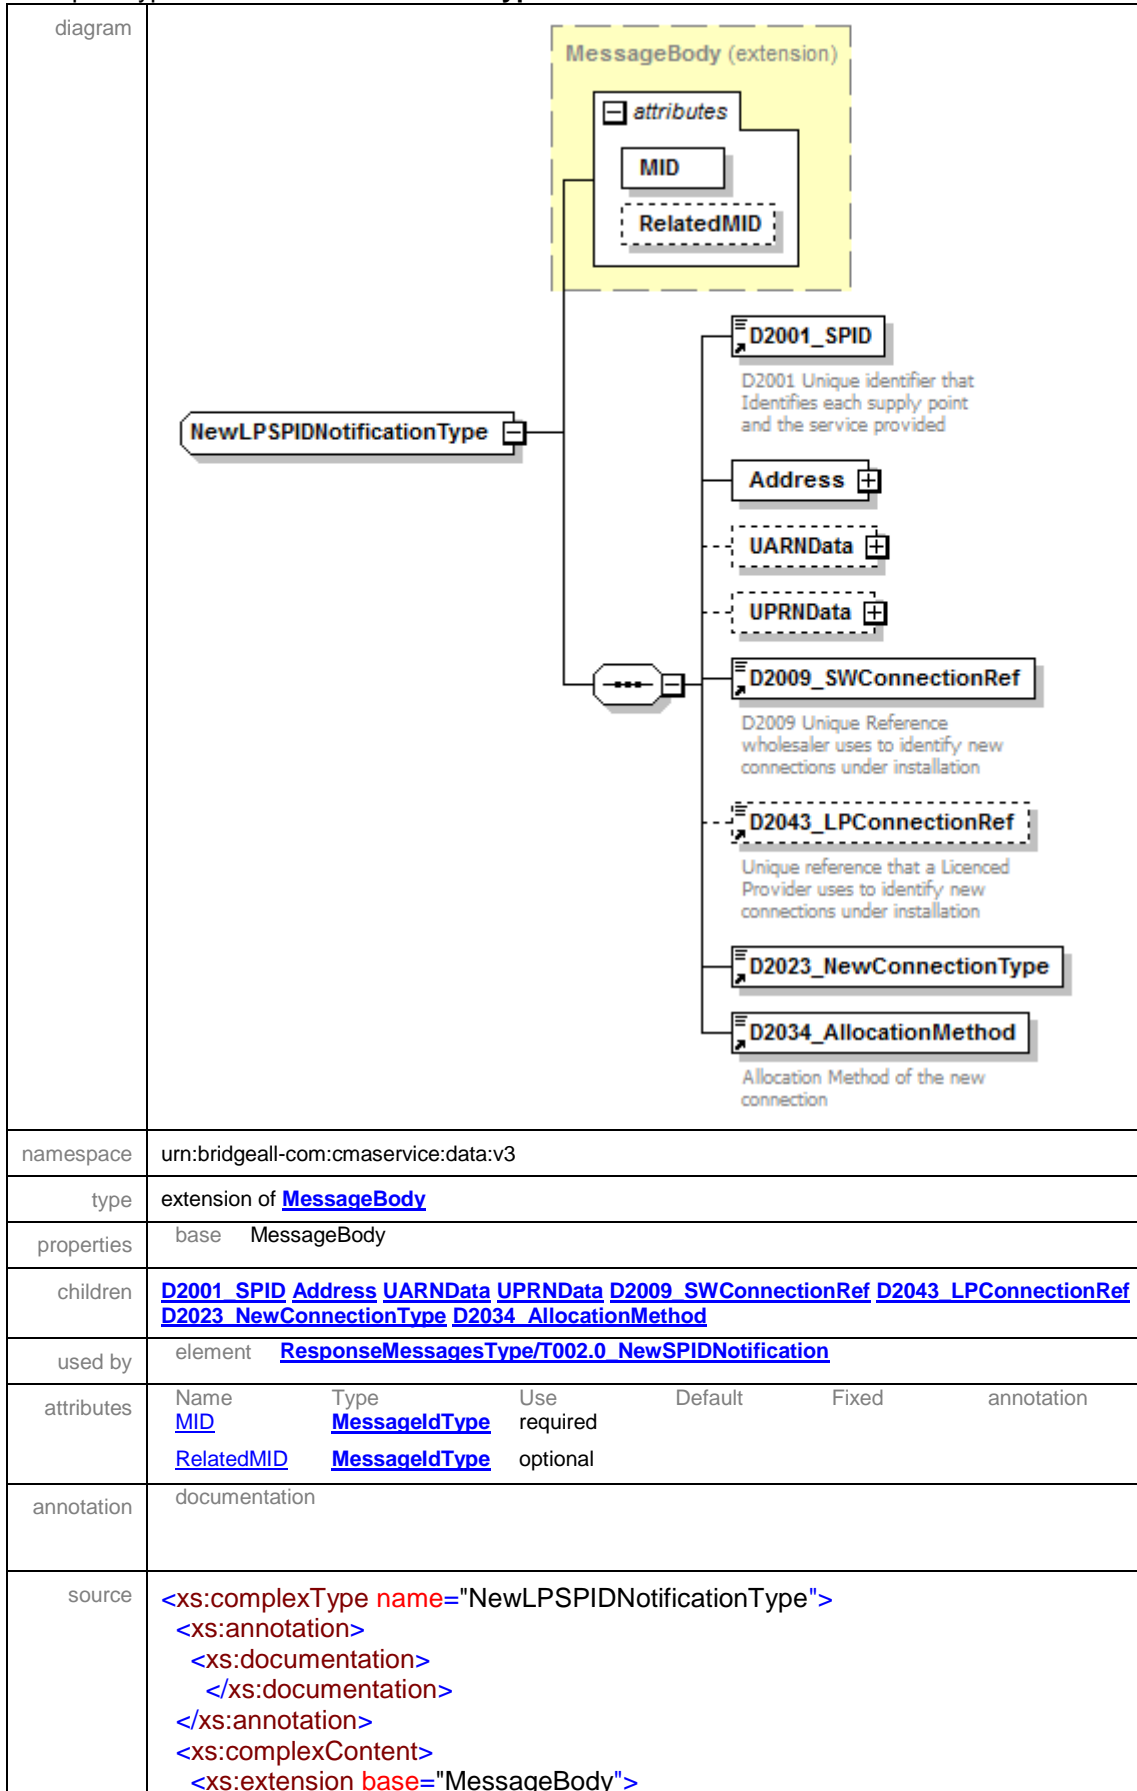 diagram
MessageBody (extension)
attributes
MID
RelatedMID
NewLPSPIDNotificationType
D2001_SPID
D2001 Unique identifier that
Identifies each supply point
and the service provided
Address
UARNData
UPRNData
D2009_SWConnectionRef
D2009 Unique Reference
wholesaler uses to identify new
connections under installation
D2043_LPConnectionRef
Unique reference that a Licenced
Provider uses to identify new
connections under installation
D2023_NewConnectionType
D2034_AllocationMethod
Allocation Method of the new
connection
namespace urn:bridgeall-com:cmaservice:data:v3
type extension of MessageBody
properties base MessageBody
children D2001_SPID Address UARNData UPRNData D2009_SWConnectionRef D2043_LPConnectionRef
D2023_NewConnectionType D2034_AllocationMethod
used by element ResponseMessagesType/T002.0_NewSPIDNotification
attributes Name Type Use Default Fixed annotation
MID MessageIdType required
RelatedMID MessageIdType optional
annotation documentation
source <xs:complexType name="NewLPSPIDNotificationType">
<xs:annotation>
<xs:documentation>
</xs:documentation>
</xs:annotation>
<xs:complexContent>
<xs:extension base="MessageBody">